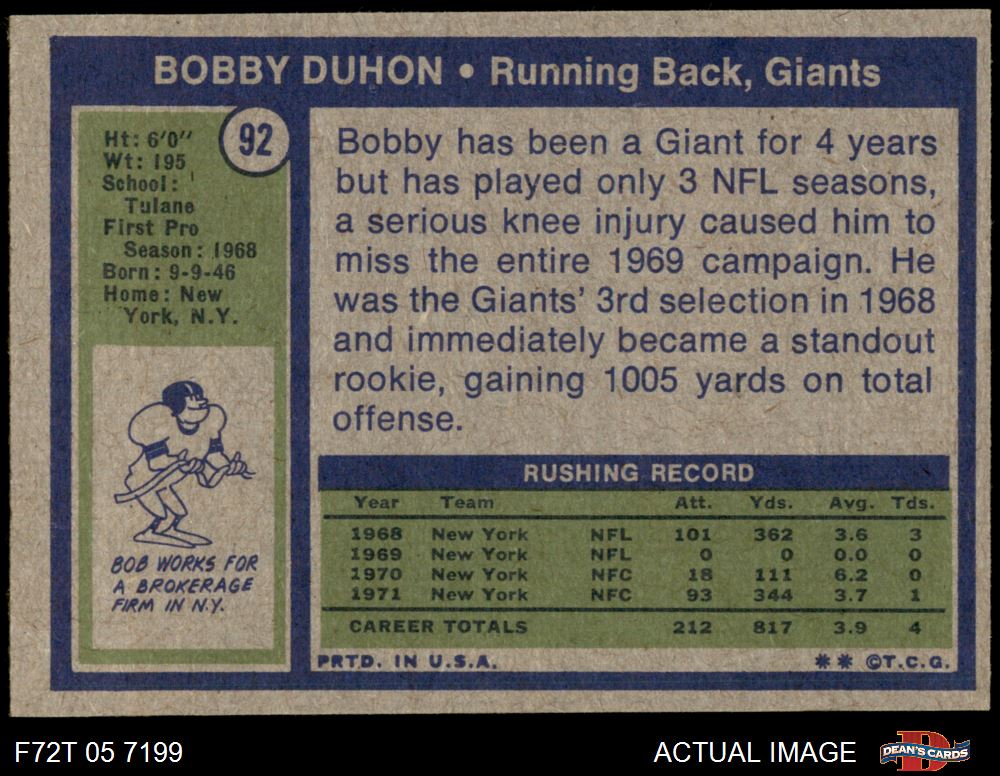 BOBBY DUHON • Running Back, Giants
92
Ht: 6'0"
Wt: 195
School:
Tulane
First Pro
Season: 1968
Born: 9-9-46
Home: New
York, N.Y.
Bobby has been a Giant for 4 years
but has played only 3 NFL seasons,
a serious knee injury caused him to
miss the entire 1969 campaign. He
was the Giants' 3rd selection in 1968
and immediately became a standout
rookie, gaining 1005 yards on total
offense.
BOB WORKS FOR
A BROKERAGE
FIRM IN N.Y.
RUSHING RECORD
Year Team Att. Yds. Avg. Tds.
1968 New York NFL 101 362 3.6 3
1969 New York NFL 0 0 0.0 0
1970 New York NFC 18 111 6.2 0
1971 New York NFC 93 344 3.7 1
CAREER TOTALS 212 817 3.9 4
PRTD. IN U.S.A. ** ©T.C.G.
F72T 05 7199 ACTUAL IMAGE DEAN'S CARDS